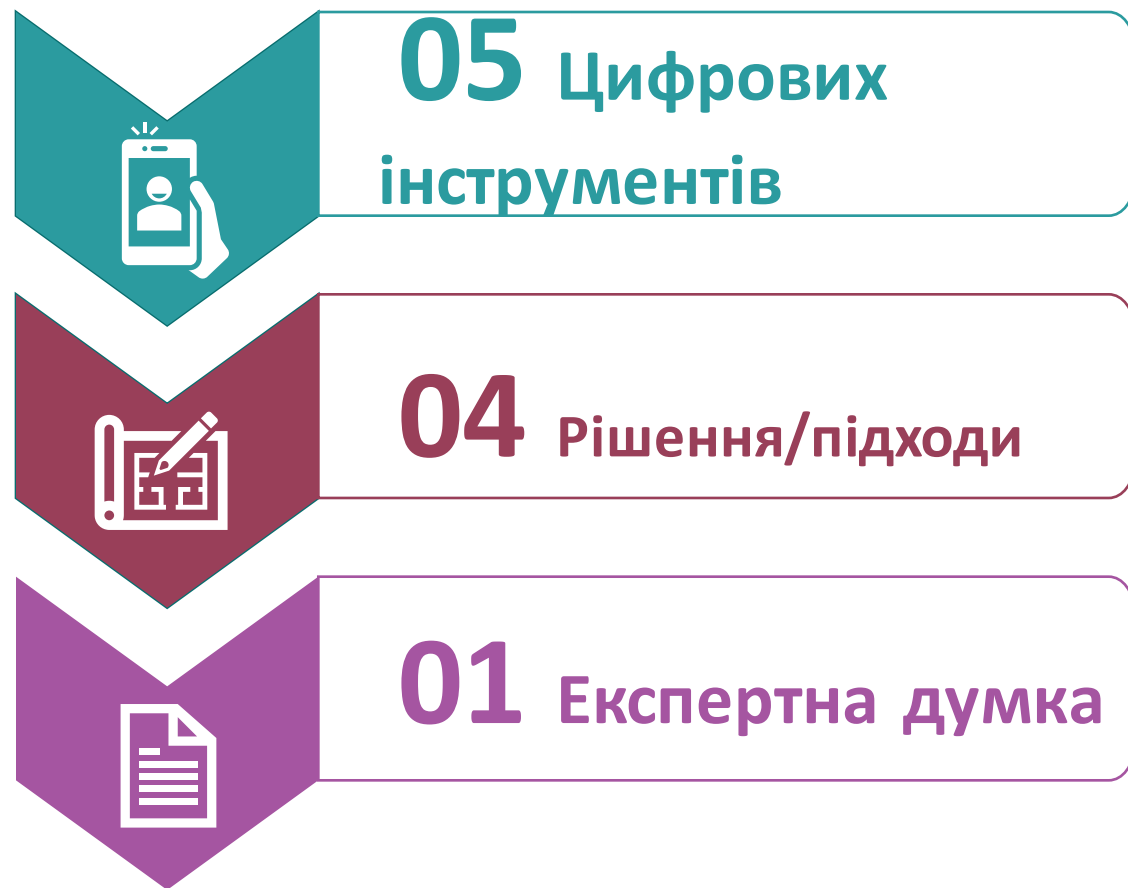 05 Цифрових
інструментів
04 Рішення/підходи
01 Експертна думка